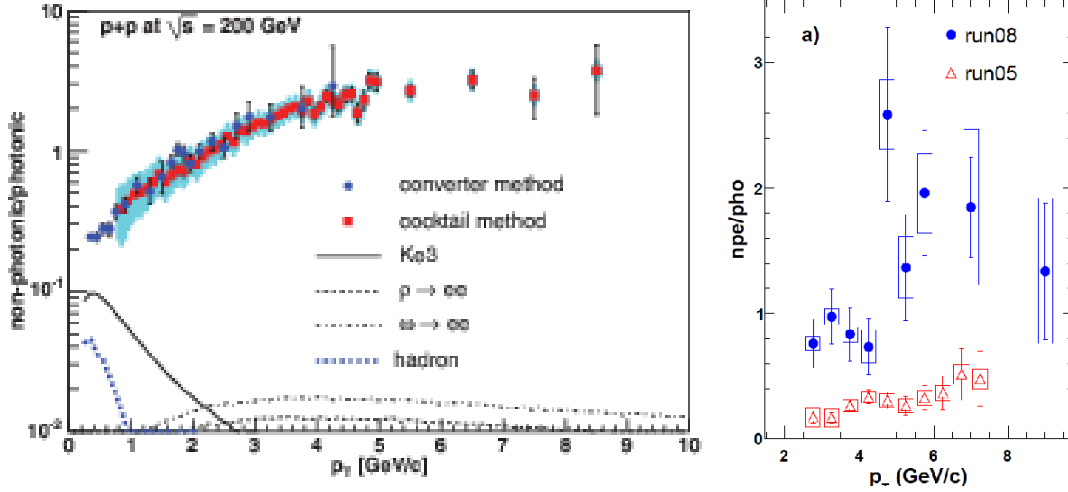 p+p at √s = 200 GeV
non-photonic/photonic
10
1
10⁻¹
10⁻²
converter method
cocktail method
Ke3
ρ → ee
ω → ee
hadron
0 1 2 3 4 5 6 7 8 9 10
pT [GeV/c]
a)
run08
run05
npe/pho
3
2
1
0
2 4 6 8
pT (GeV/c)